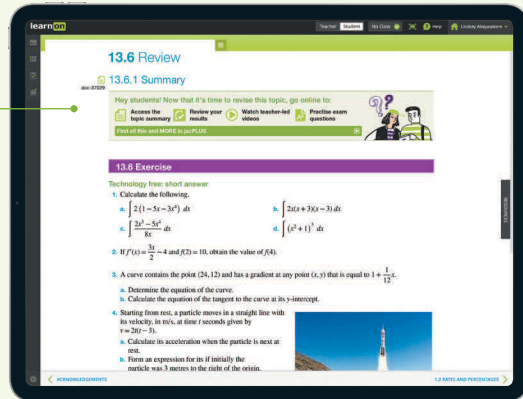 learnon
Teacher Student No Class Help Lindsay Abeyawickrema
13.6 Review
13.6.1 Summary
doc-37029
Hey students! Now that it's time to revise this topic, go online to:
Access the topic summary
Review your results
Watch teacher-led videos
Practise exam questions
Find all this and MORE in jacPLUS
13.6 Exercise
Technology free: short answer
1. Calculate the following.
a. ∫ 2 (1 − 5x − 3x⁴) dx
b. ∫ 2x(x + 3)(x − 3) dx
c. ∫ (2x³ − 5x⁴)/8x dx
d. ∫ (x² + 1)³ dx
2. If f′(x) = 3x/2 − 4 and f(2) = 10, obtain the value of f(4).
3. A curve contains the point (24, 12) and has a gradient at any point (x, y) that is equal to 1 + 1/12 x.
a. Determine the equation of the curve.
b. Calculate the equation of the tangent to the curve at its y-intercept.
4. Starting from rest, a particle moves in a straight line with
its velocity, in m/s, at time t seconds given by
v = 2t(t − 3).
a. Calculate its acceleration when the particle is next at
rest.
b. Form an expression for its if initially the
particle was 3 metres to the right of the origin.
RESOURCES
ACKNOWLEDGEMENTS
1.2 RATES AND PERCENTAGES